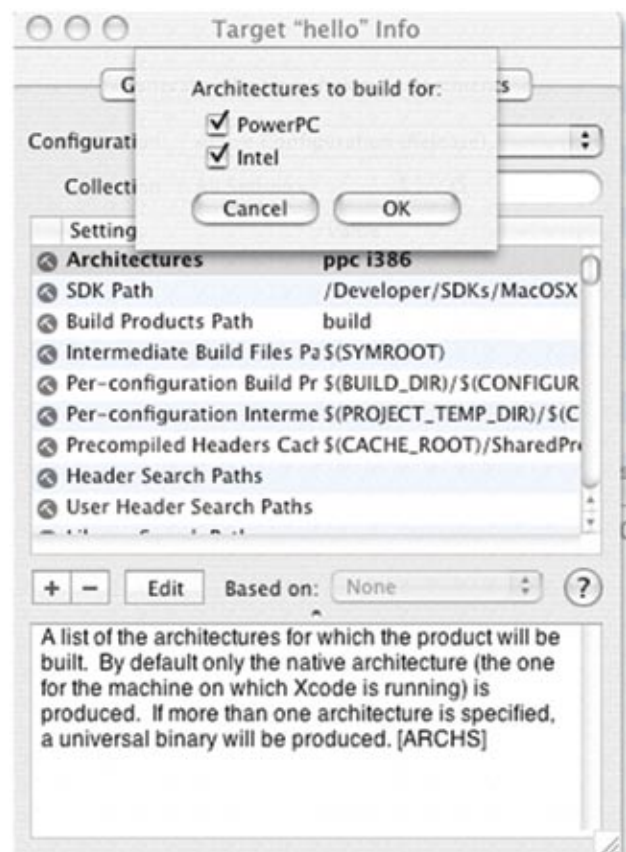 Target “hello” Info
G
s
Architectures to build for:
PowerPC
Intel
Cancel
OK
Configurati
Collecti
Setting
Architectures ppc i386
SDK Path /Developer/SDKs/MacOSX
Build Products Path build
Intermediate Build Files Pa $(SYMROOT)
Per-configuration Build Pr $(BUILD_DIR)/$(CONFIGUR
Per-configuration Interme $(PROJECT_TEMP_DIR)/$(C
Precompiled Headers Cach $(CACHE_ROOT)/SharedPre
Header Search Paths
User Header Search Paths
+ − Edit Based on: None ?
A list of the architectures for which the product will be
built. By default only the native architecture (the one
for the machine on which Xcode is running) is
produced. If more than one architecture is specified,
a universal binary will be produced. [ARCHS]